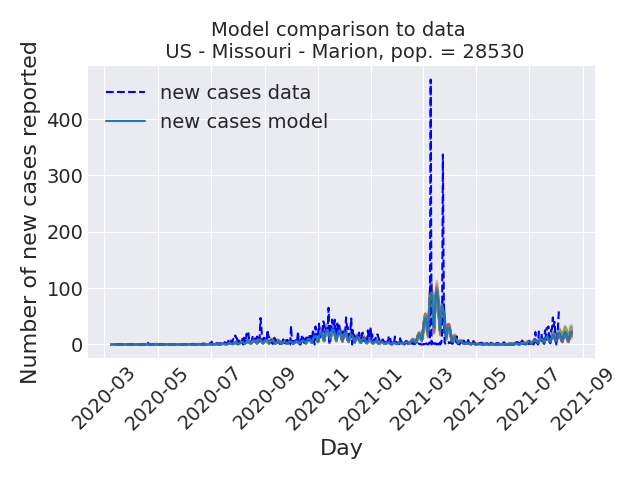 Model comparison to data
US - Missouri - Marion, pop. = 28530
Number of new cases reported
new cases data
new cases model
400
300
200
100
0
2020-03
2020-05
2020-07
2020-09
2020-11
2021-01
2021-03
2021-05
2021-07
2021-09
Day